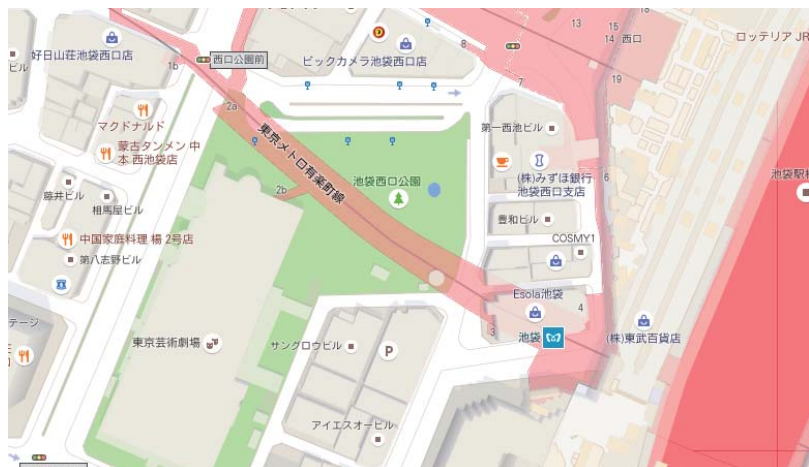 13
15
18
14 西口
ロッテリア JR
8
好日山荘池袋西口店
ビル
1b
西口公園前
ビックカメラ池袋西口店
19
7
2a
マクドナルド
蒙古タンメン 中
本 西池袋店
東京メトロ有楽町線
第一西池ビル
(株)みずほ銀行
池袋西口支店
6
池袋駅
池袋西口公園
2b
藤井ビル
相馬屋ビル
豊和ビル
中国家庭料理 楊 2号店
第八志野ビル
COSMY1
Esola池袋
4
3
池袋
(株)東武百貨店
テージ
東京芸術劇場
サングロウビル
P
アイエスオービル